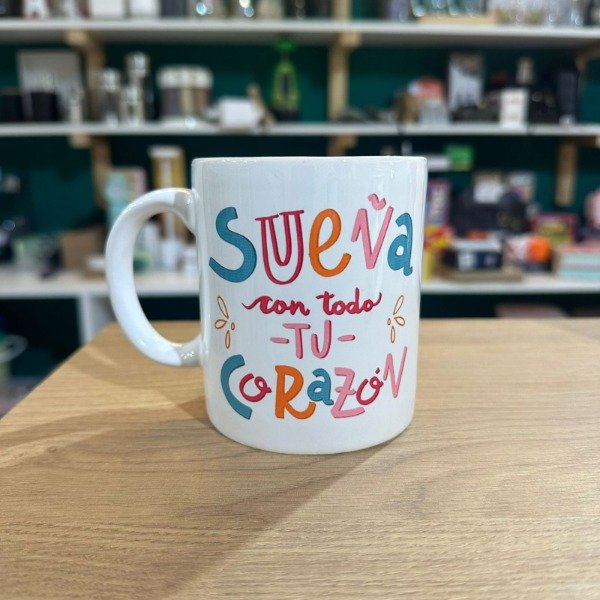 SUEÑa
con todo
-TU-
CORaZÓN